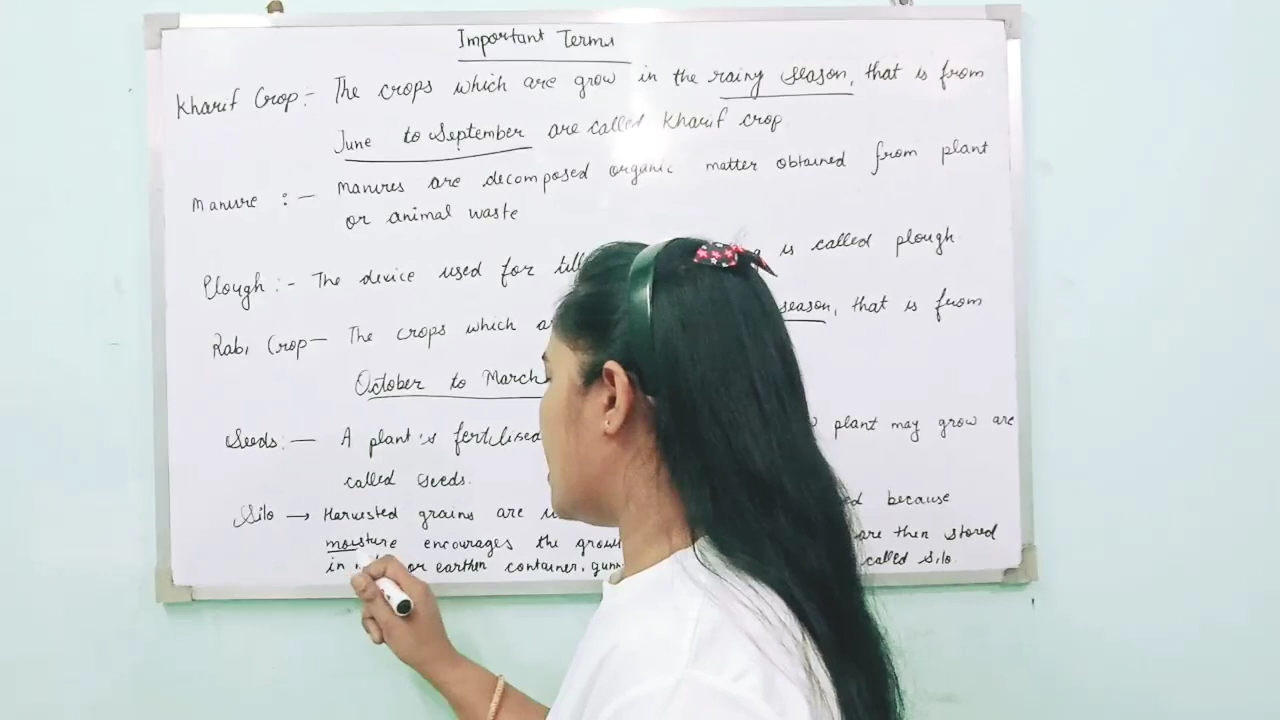 Important Terms
Kharif Crop :- The crops which are grow in the rainy season, that is from
June to September are called Kharif crop.
Manure :- Manures are decomposed organic matter obtained from plant
or animal waste
Plough :- The device used for is called plough.
Rabi Crop - The crops which season, that is from
October to March
Seeds :- A plant's fertilised plant may grow are
called seeds.
Silo → Harvested grains are because
moisture encourages the are then stored
in or earthen container, called Silo.